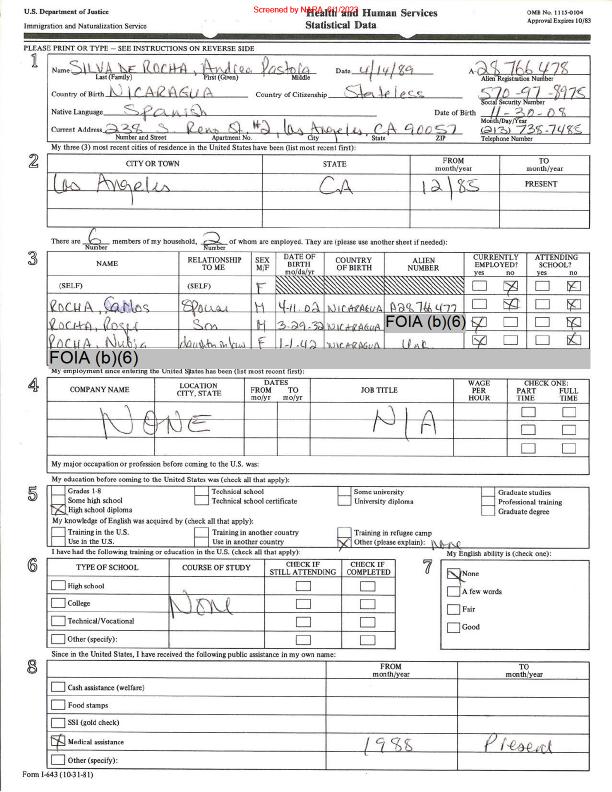 U.S. Department of Justice
Immigration and Naturalization Service
Screened by NARA, 8/1/2023
Health and Human Services
Statistical Data
OMB No. 1115-0104
Approval Expires 10/83
PLEASE PRINT OR TYPE — SEE INSTRUCTIONS ON REVERSE SIDE
1
Name SILVA DE ROCHA, Andrea Pastora Date 4/14/89 A- 28 766 478
Last (Family) First (Given) Middle Alien Registration Number
Country of Birth NICARAGUA Country of Citizenship Stateless 570-97-8975
Social Security Number
Native Language Spanish Date of Birth 11-30-08
Month/Day/Year
Current Address 238 S. Reno St. #2, Los Angeles, CA 90057 (213) 738-7485
Number and Street Apartment No. City State ZIP Telephone Number
My three (3) most recent cities of residence in the United States have been (list most recent first):
2
CITY OR TOWN STATE FROM month/year TO month/year
Los Angeles CA 12/85 PRESENT
There are 6 members of my household, 2 of whom are employed. They are (please use another sheet if needed):
Number Number
3
NAME RELATIONSHIP TO ME SEX M/F DATE OF BIRTH mo/da/yr COUNTRY OF BIRTH ALIEN NUMBER CURRENTLY EMPLOYED? yes no ATTENDING SCHOOL? yes no
(SELF) (SELF) F
ROCHA, Carlos Spouse M 4-11-02 NICARAGUA A28766477
ROCHA, Roger Son M 3-29-32 NICARAGUA FOIA (b)(6)
ROCHA, Nubia daughter in law F 1-1-42 NICARAGUA Unk
FOIA (b)(6)
My employment since entering the United States has been (list most recent first):
4
COMPANY NAME LOCATION CITY, STATE DATES FROM mo/yr TO mo/yr JOB TITLE WAGE PER HOUR CHECK ONE: PART TIME FULL TIME
NONE N/A
My major occupation or profession before coming to the U.S. was:
My education before coming to the United States was (check all that apply):
5
Grades 1-8 Technical school Some university Graduate studies
Some high school Technical school certificate University diploma Professional training
High school diploma Graduate degree
My knowledge of English was acquired by (check all that apply):
Training in the U.S. Training in another country Training in refugee camp
Use in the U.S. Use in another country Other (please explain): None
I have had the following training or education in the U.S. (check all that apply): My English ability is (check one):
6
TYPE OF SCHOOL COURSE OF STUDY CHECK IF STILL ATTENDING CHECK IF COMPLETED
High school
College None
Technical/Vocational
Other (specify):
7
None
A few words
Fair
Good
Since in the United States, I have received the following public assistance in my own name:
8
FROM month/year TO month/year
Cash assistance (welfare)
Food stamps
SSI (gold check)
Medical assistance 1988 Present
Other (specify):
Form I-643 (10-31-81)